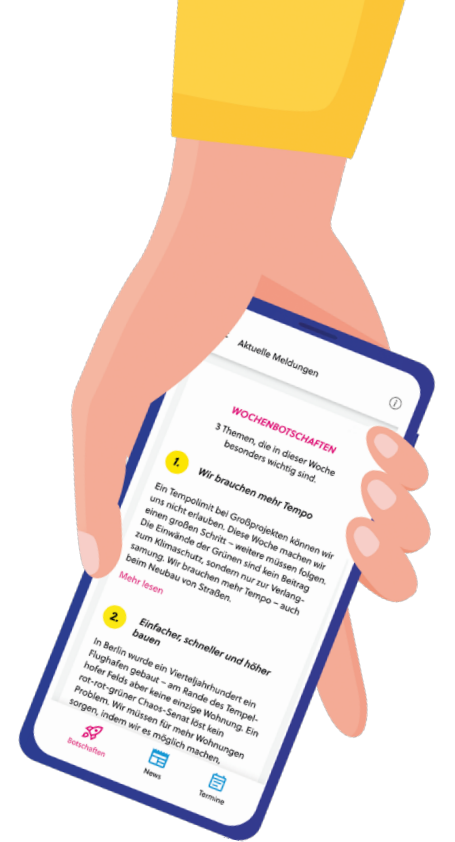 Aktuelle Meldungen
WOCHENBOTSCHAFTEN
3 Themen, die in dieser Woche
besonders wichtig sind.
1.
Wir brauchen mehr Tempo
Ein Tempolimit bei Großprojekten können wir
uns nicht erlauben. Diese Woche machen wir
einen großen Schritt – weitere müssen folgen.
Die Einwände der Grünen sind kein Beitrag
zum Klimaschutz, sondern nur zur Verlang-
samung. Wir brauchen mehr Tempo – auch
beim Neubau von Straßen.
Mehr lesen
2.
Einfacher, schneller und höher
bauen
In Berlin wurde ein Vierteljahrhundert ein
Flughafen gebaut – am Rande des Tempel-
hofer Felds aber keine einzige Wohnung. Ein
rot-rot-grüner Chaos-Senat löst kein
Problem. Wir müssen für mehr Wohnungen
sorgen, indem wir es möglich machen,
Botschaften
News
Termine